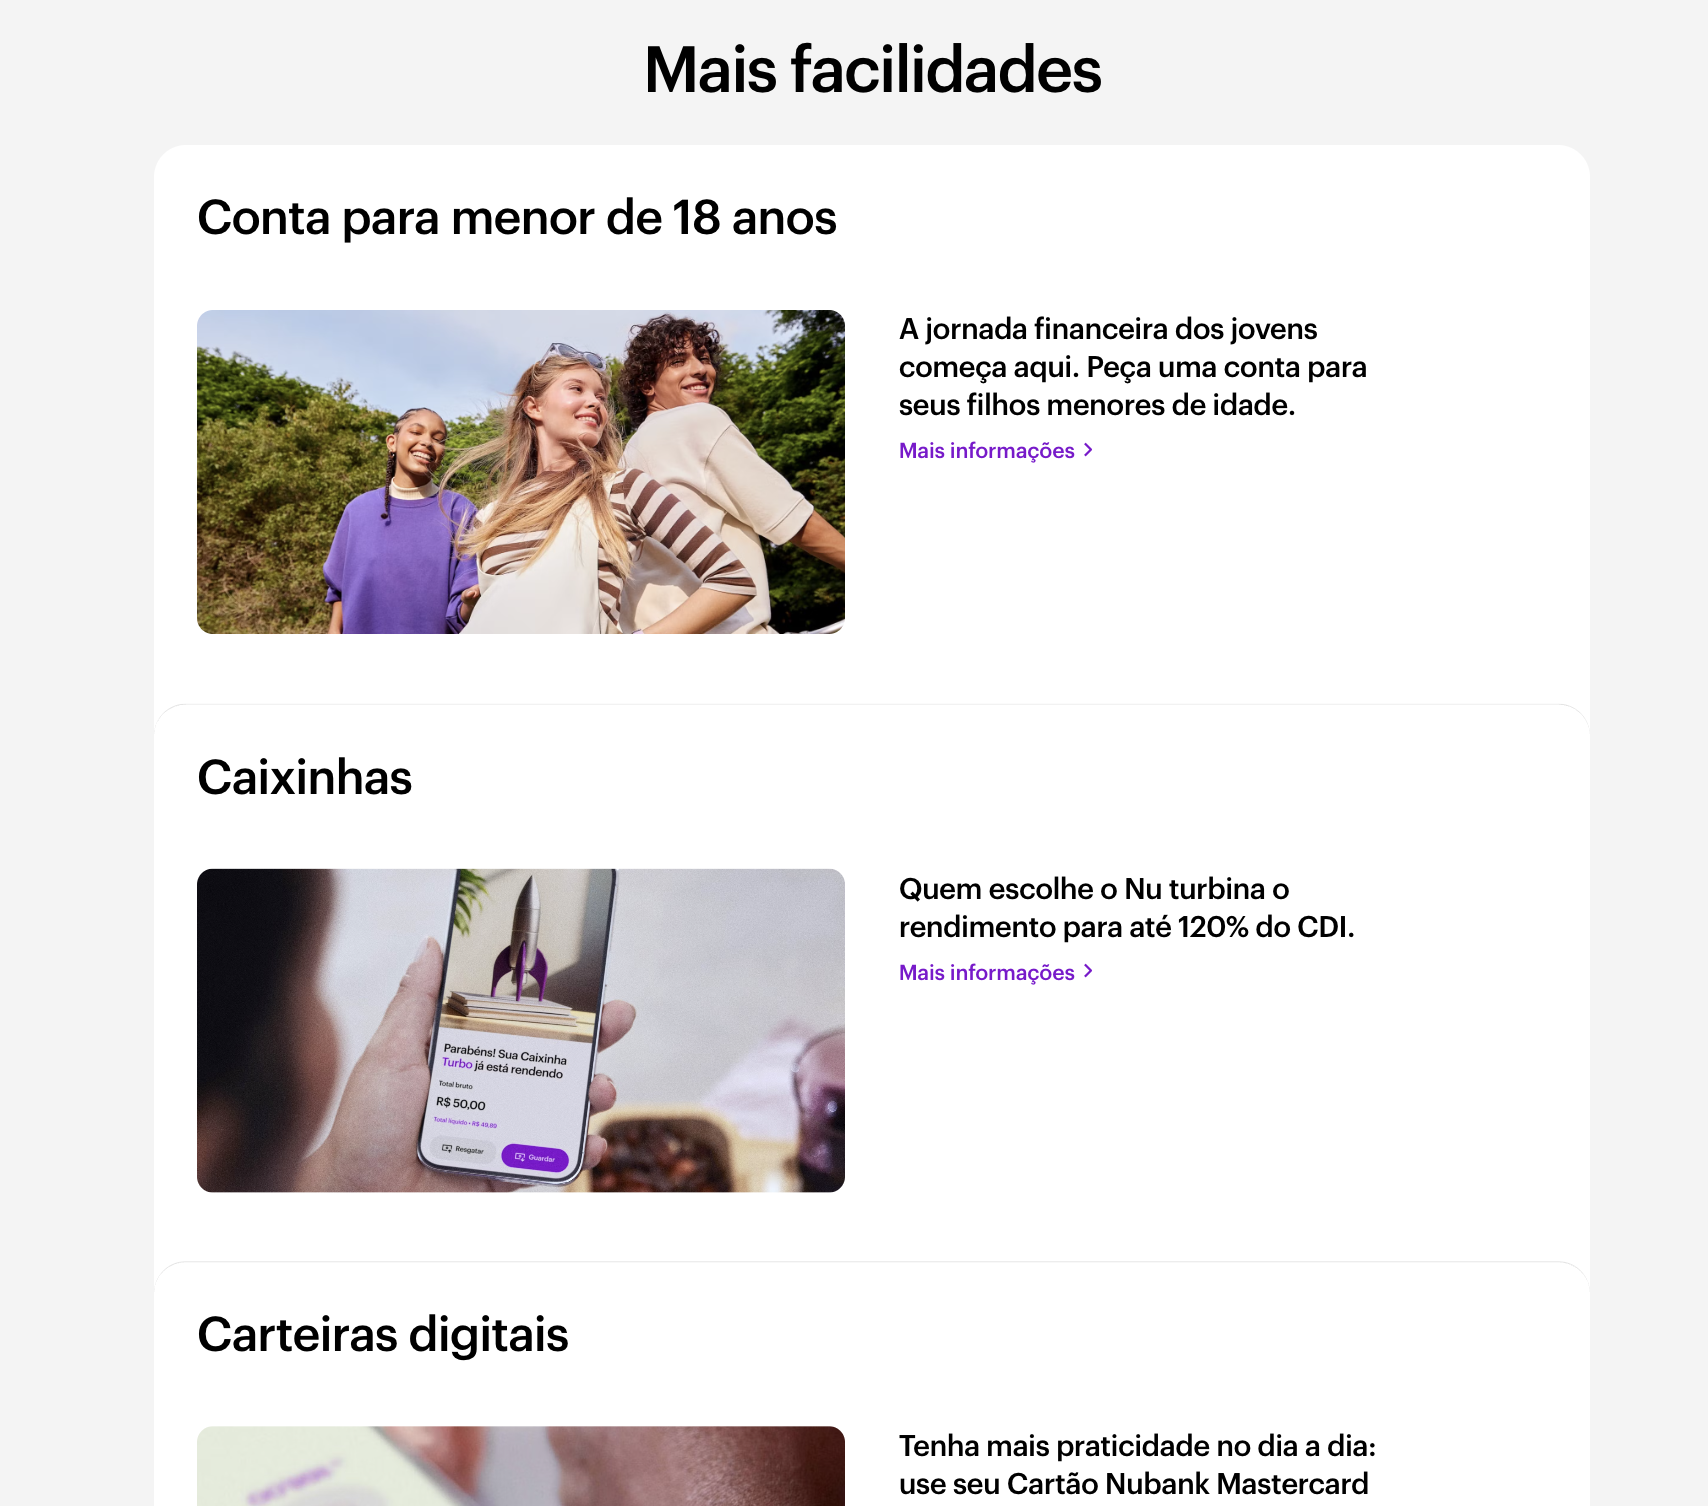 Mais facilidades
Conta para menor de 18 anos
A jornada financeira dos jovens
começa aqui. Peça uma conta para
seus filhos menores de idade.
Mais informações
Caixinhas
Quem escolhe o Nu turbina o
rendimento para até 120% do CDI.
Mais informações
Parabéns! Sua Caixinha
Turbo já está rendendo
Total bruto
R$ 50,00
Total líquido • R$ 49,89
Resgatar
Guardar
Carteiras digitais
Tenha mais praticidade no dia a dia:
use seu Cartão Nubank Mastercard